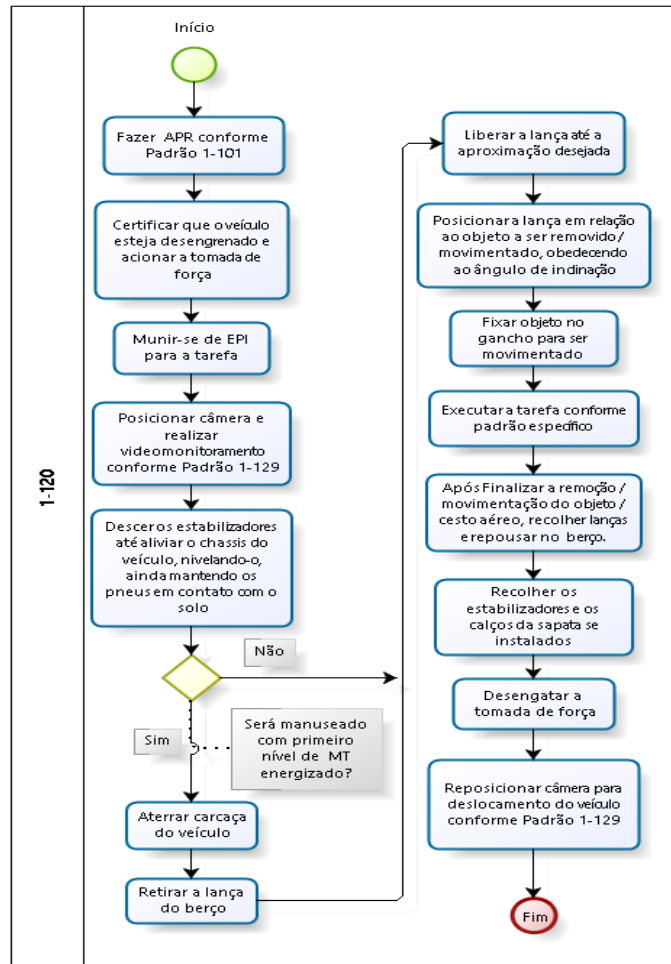 1-120
Início
Fazer APR conforme
Padrão 1-101
Certificar que o veículo
esteja desengrenado e
acionar a tomada de
força
Munir-se de EPI
para a tarefa
Posicionar câmera e
realizar
videomonitoramento
conforme Padrão 1-129
Descer os estabilizadores
até aliviar o chassis do
veículo, nivelando-o,
ainda mantendo os
pneus em contato com o
solo
Não
Sim
Será manuseado
com primeiro
nível de MT
energizado?
Aterrar carcaça
do veículo
Retirar a lança
do berço
Liberar a lança até a
aproximação desejada
Posicionar a lança em relação
ao objeto a ser removido /
movimentado, obedecendo
ao ângulo de inclinação
Fixar objeto no
gancho para ser
movimentado
Executar a tarefa conforme
padrão específico
Após Finalizar a remoção /
movimentação do objeto /
cesto aéreo, recolher lanças
e repousar no berço.
Recolher os
estabilizadores e os
calços da sapata se
instalados
Desengatar a
tomada de força
Reposicionar câmera para
deslocamento do veículo
conforme Padrão 1-129
Fim